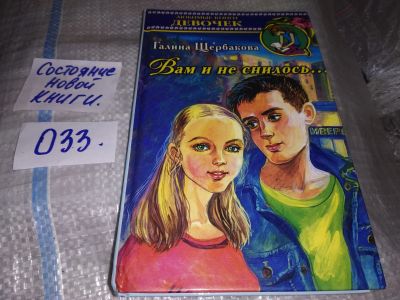 ЛЮБИМЫЕ КНИГИ
ДЕВОЧЕК
Галина Щербакова
Вам и не снилось...
Состояние
новой
книги.
033.